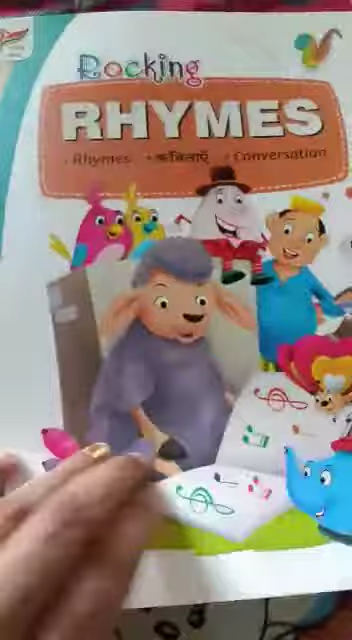 Rocking
RHYMES
• Rhymes • कविताएँ • Conversation